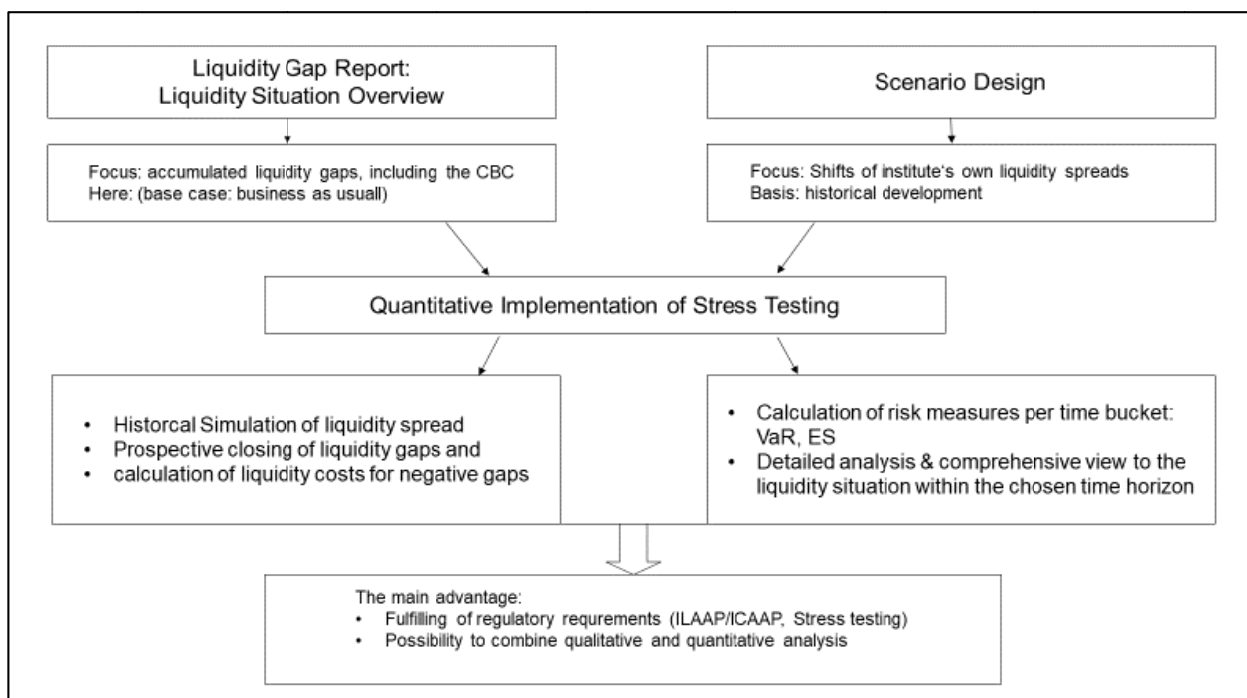 Liquidity Gap Report:
Liquidity Situation Overview
Scenario Design
Focus: accumulated liquidity gaps, including the CBC
Here: (base case: business as usuall)
Focus: Shifts of institute's own liquidity spreads
Basis: historical development
Quantitative Implementation of Stress Testing
• Historcal Simulation of liquidity spread
• Prospective closing of liquidity gaps and
• calculation of liquidity costs for negative gaps
• Calculation of risk measures per time bucket:
VaR, ES
• Detailed analysis & comprehensive view to the
liquidity situation within the chosen time horizon
The main advantage:
• Fulfilling of regulatory requrements (ILAAP/ICAAP, Stress testing)
• Possibility to combine qualitative and quantitative analysis